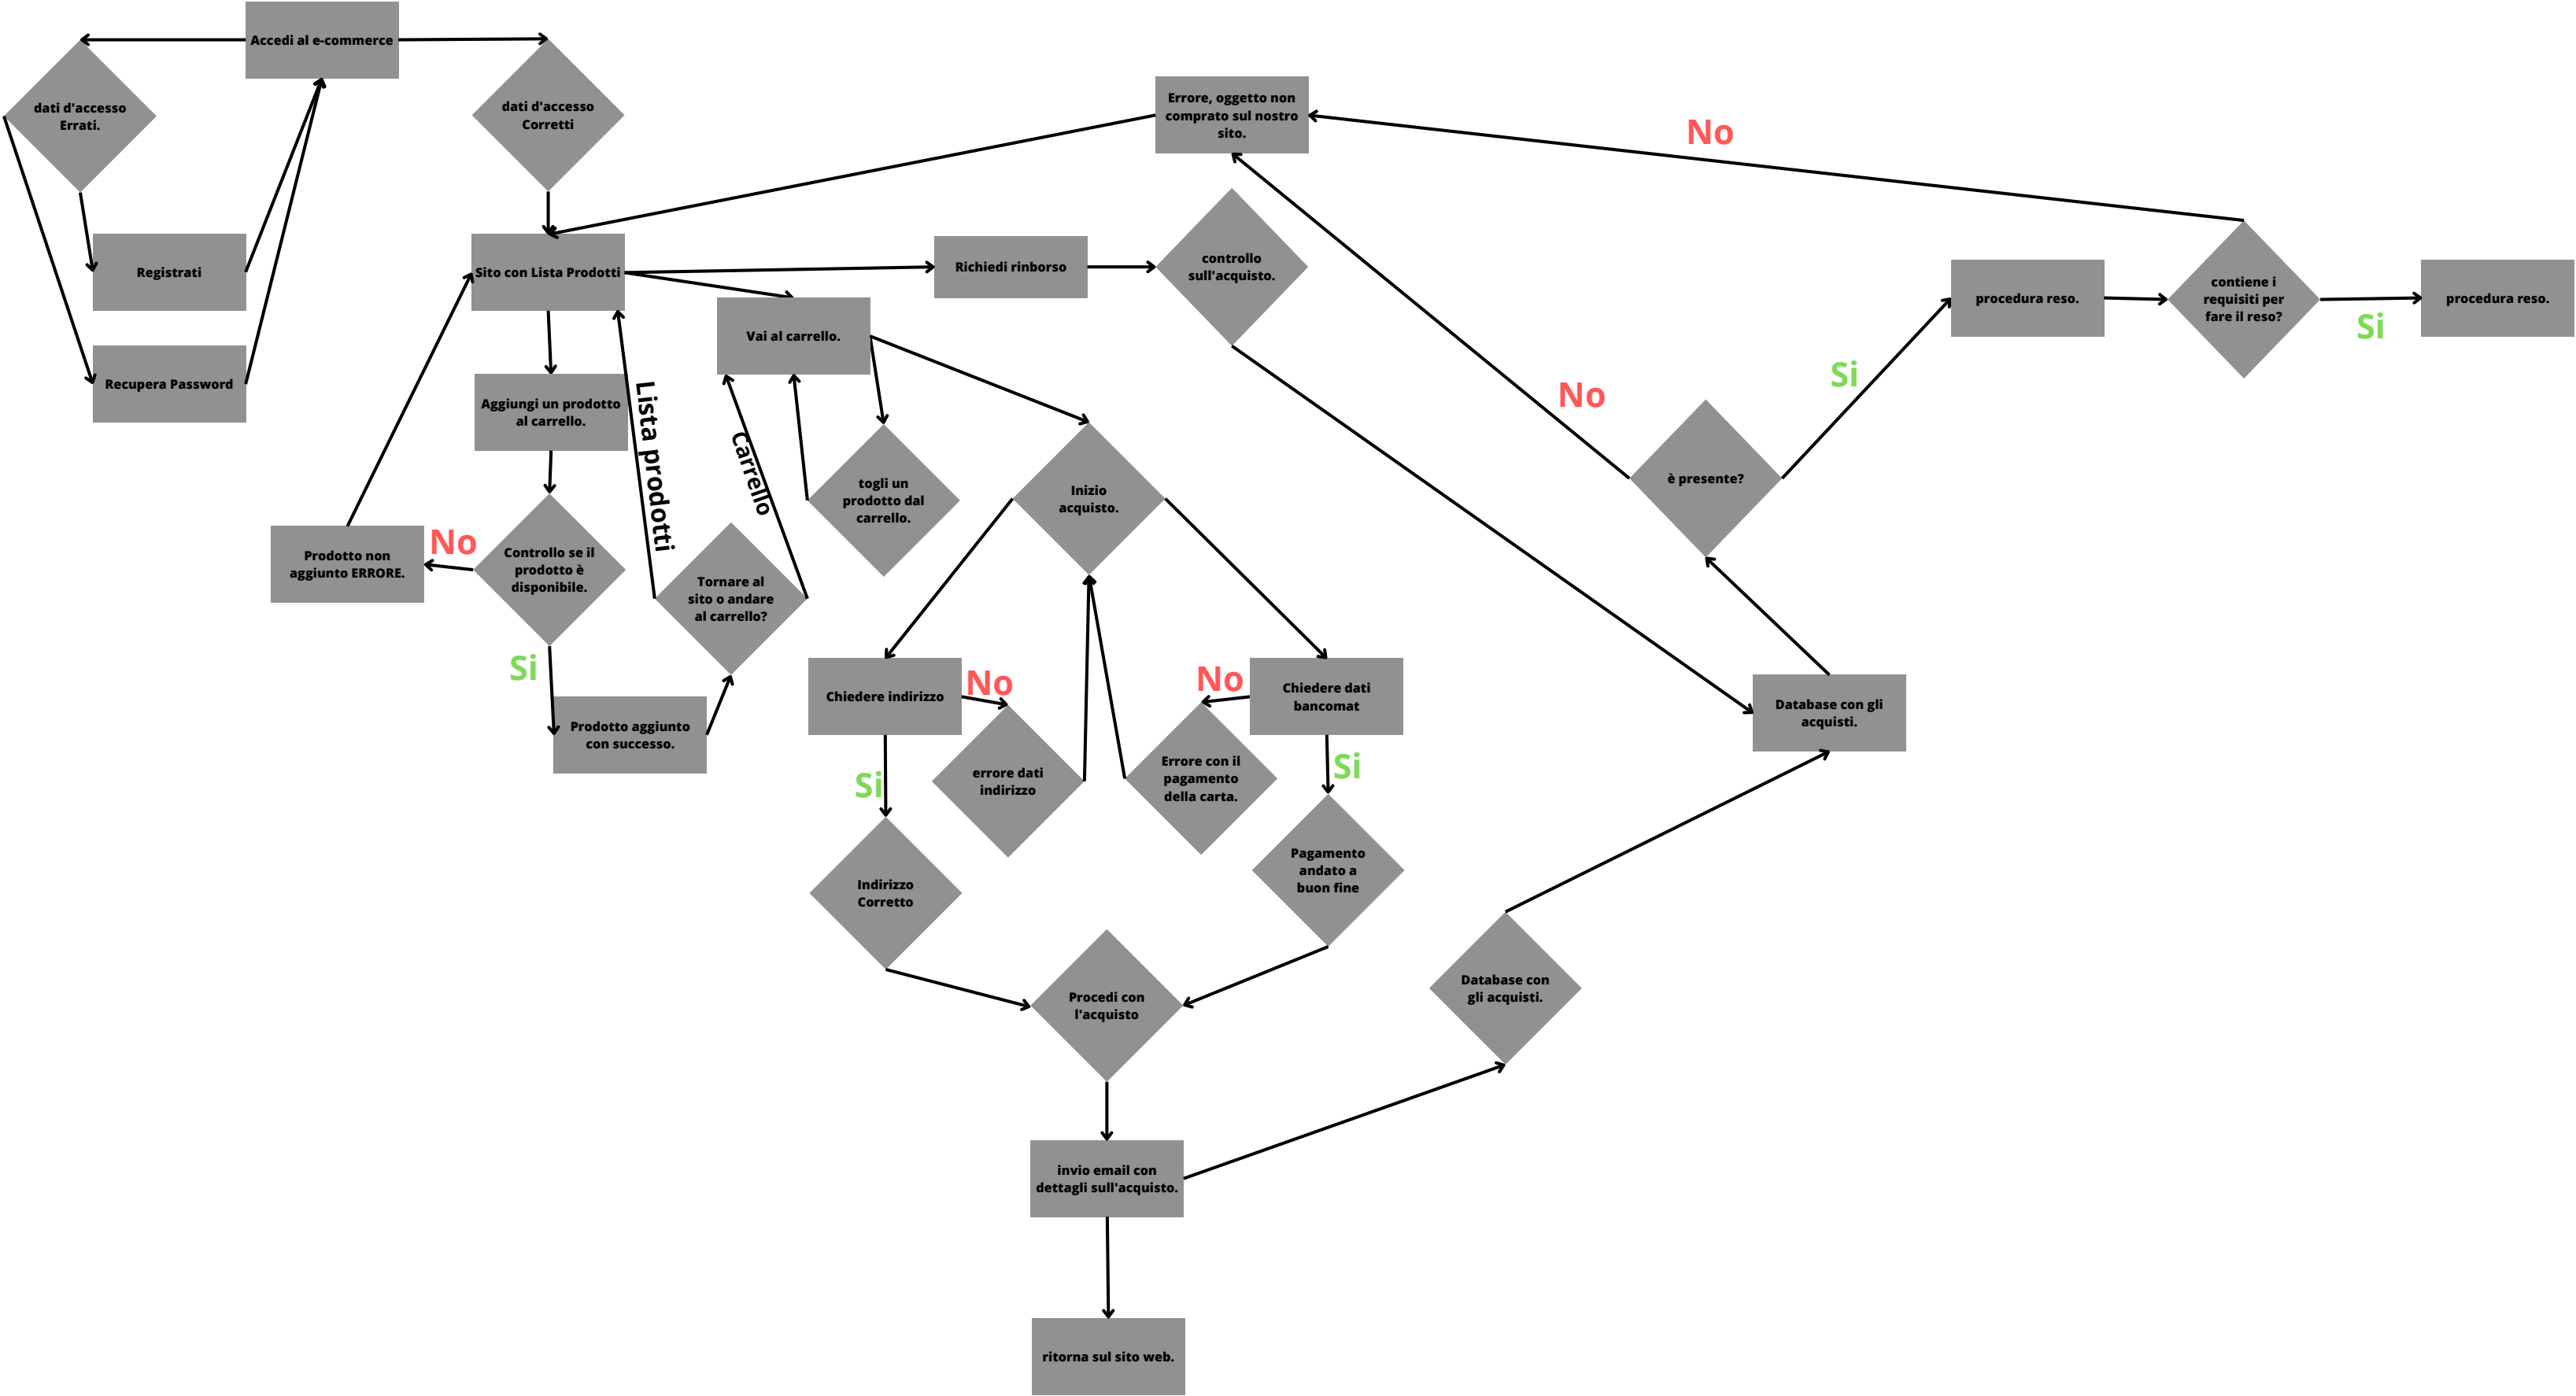 Accedi al e-commerce
dati d'accesso
Errati.
dati d'accesso
Corretti
Errore, oggetto non
comprato sul nostro
sito.
No
Registrati
Sito con Lista Prodotti
Richiedi rinborso
controllo
sull'acquisto.
procedura reso.
contiene i
requisiti per
fare il reso?
Si
procedura reso.
Vai al carrello.
Recupera Password
Aggiungi un prodotto
al carrello.
Lista prodotti
Carrello
No
Si
è presente?
togli un
prodotto dal
carrello.
Inizio
acquisto.
Prodotto non
aggiunto ERRORE.
No
Controllo se il
prodotto è
disponibile.
Tornare al
sito o andare
al carrello?
Si
Prodotto aggiunto
con successo.
Chiedere indirizzo
No
No
Chiedere dati
bancomat
Database con gli
acquisti.
Si
errore dati
indirizzo
Errore con il
pagamento
della carta.
Si
Indirizzo
Corretto
Pagamento
andato a
buon fine
Procedi con
l'acquisto
Database con
gli acquisti.
invio email con
dettagli sull'acquisto.
ritorna sul sito web.